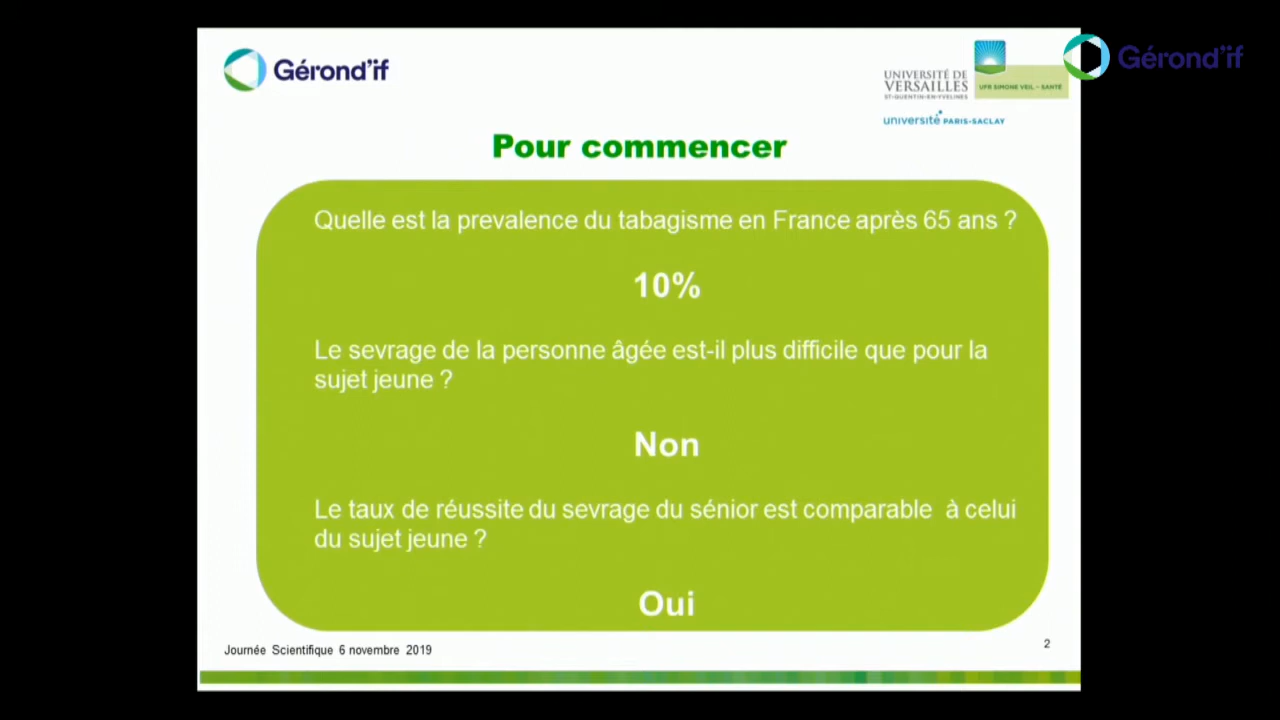 Gérond'if
UNIVERSITÉ DE
VERSAILLES
ST-QUENTIN-EN-YVELINES
UFR SIMONE VEIL – SANTÉ
Gérond'if
université PARIS-SACLAY
Pour commencer
Quelle est la prevalence du tabagisme en France après 65 ans ?
10%
Le sevrage de la personne âgée est-il plus difficile que pour la
sujet jeune ?
Non
Le taux de réussite du sevrage du sénior est comparable à celui
du sujet jeune ?
Oui
Journée Scientifique 6 novembre 2019
2